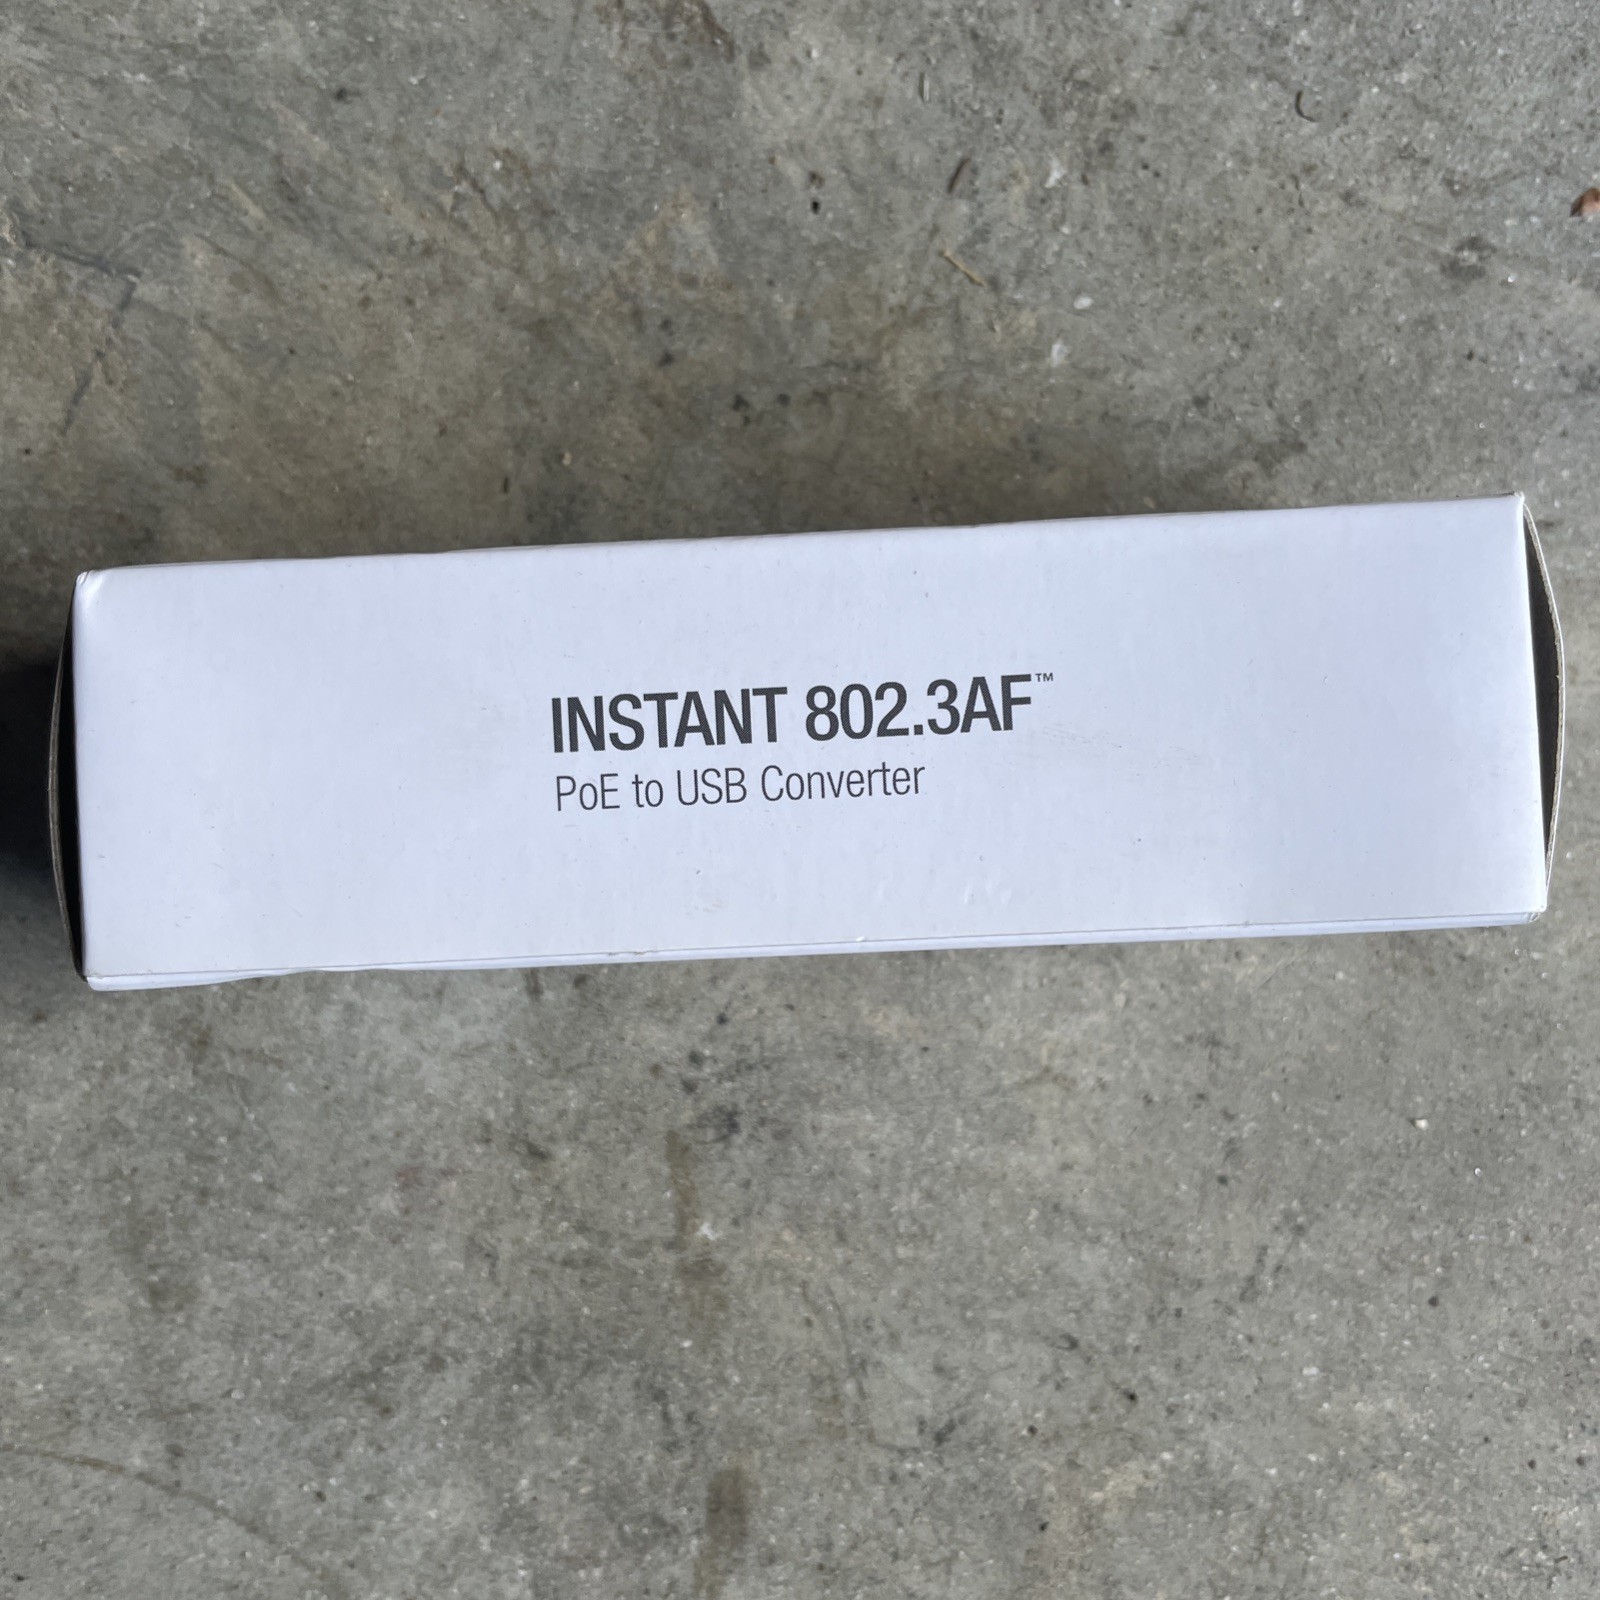 INSTANT 802.3AF™
PoE to USB Converter